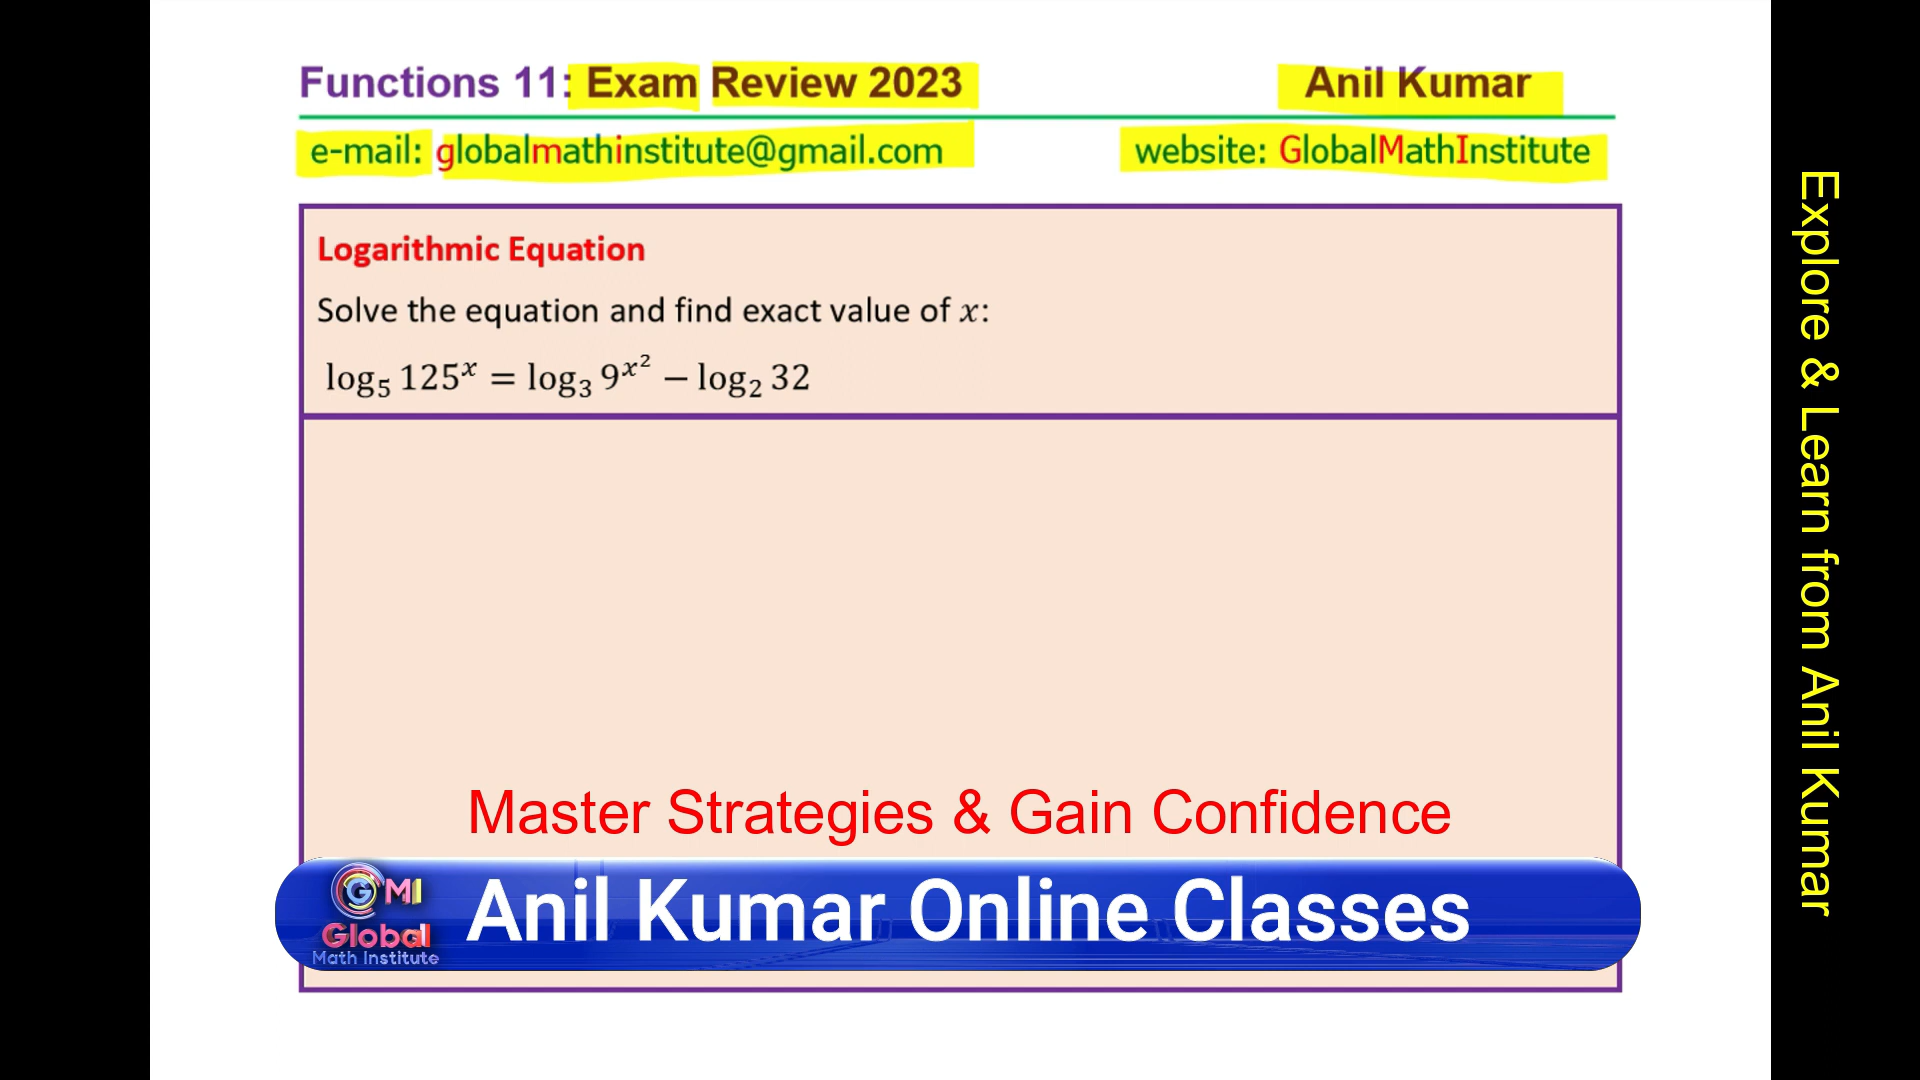 Functions 11: Exam Review 2023 Anil Kumar
e-mail: globalmathinstitute@gmail.com website: GlobalMathInstitute
Logarithmic Equation
Solve the equation and find exact value of x:
log₅ 125ˣ = log₃ 9^{x²} − log₂ 32
Master Strategies & Gain Confidence
GMI
Global
Math Institute
Anil Kumar Online Classes
Explore & Learn from Anil Kumar